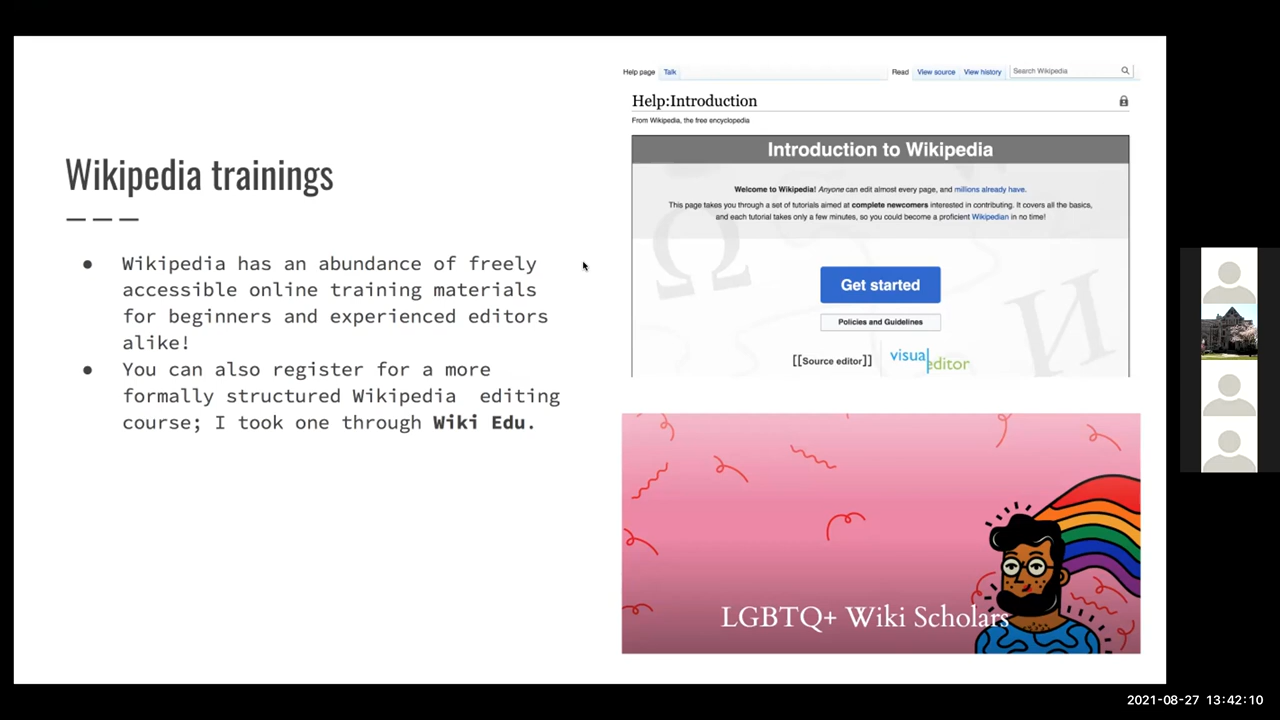 Wikipedia trainings
● Wikipedia has an abundance of freely
accessible online training materials
for beginners and experienced editors
alike!
● You can also register for a more
formally structured Wikipedia editing
course; I took one through Wiki Edu.
Help page Talk Read View source View history Search Wikipedia
Help:Introduction
From Wikipedia, the free encyclopedia
Introduction to Wikipedia
Welcome to Wikipedia! Anyone can edit almost every page, and millions already have.
This page takes you through a set of tutorials aimed at complete newcomers interested in contributing. It covers all the basics,
and each tutorial takes only a few minutes, so you could become a proficient Wikipedian in no time!
Get started
Policies and Guidelines
[[Source editor]] visual editor
Ω
И
LGBTQ+ Wiki Scholars
2021-08-27 13:42:10